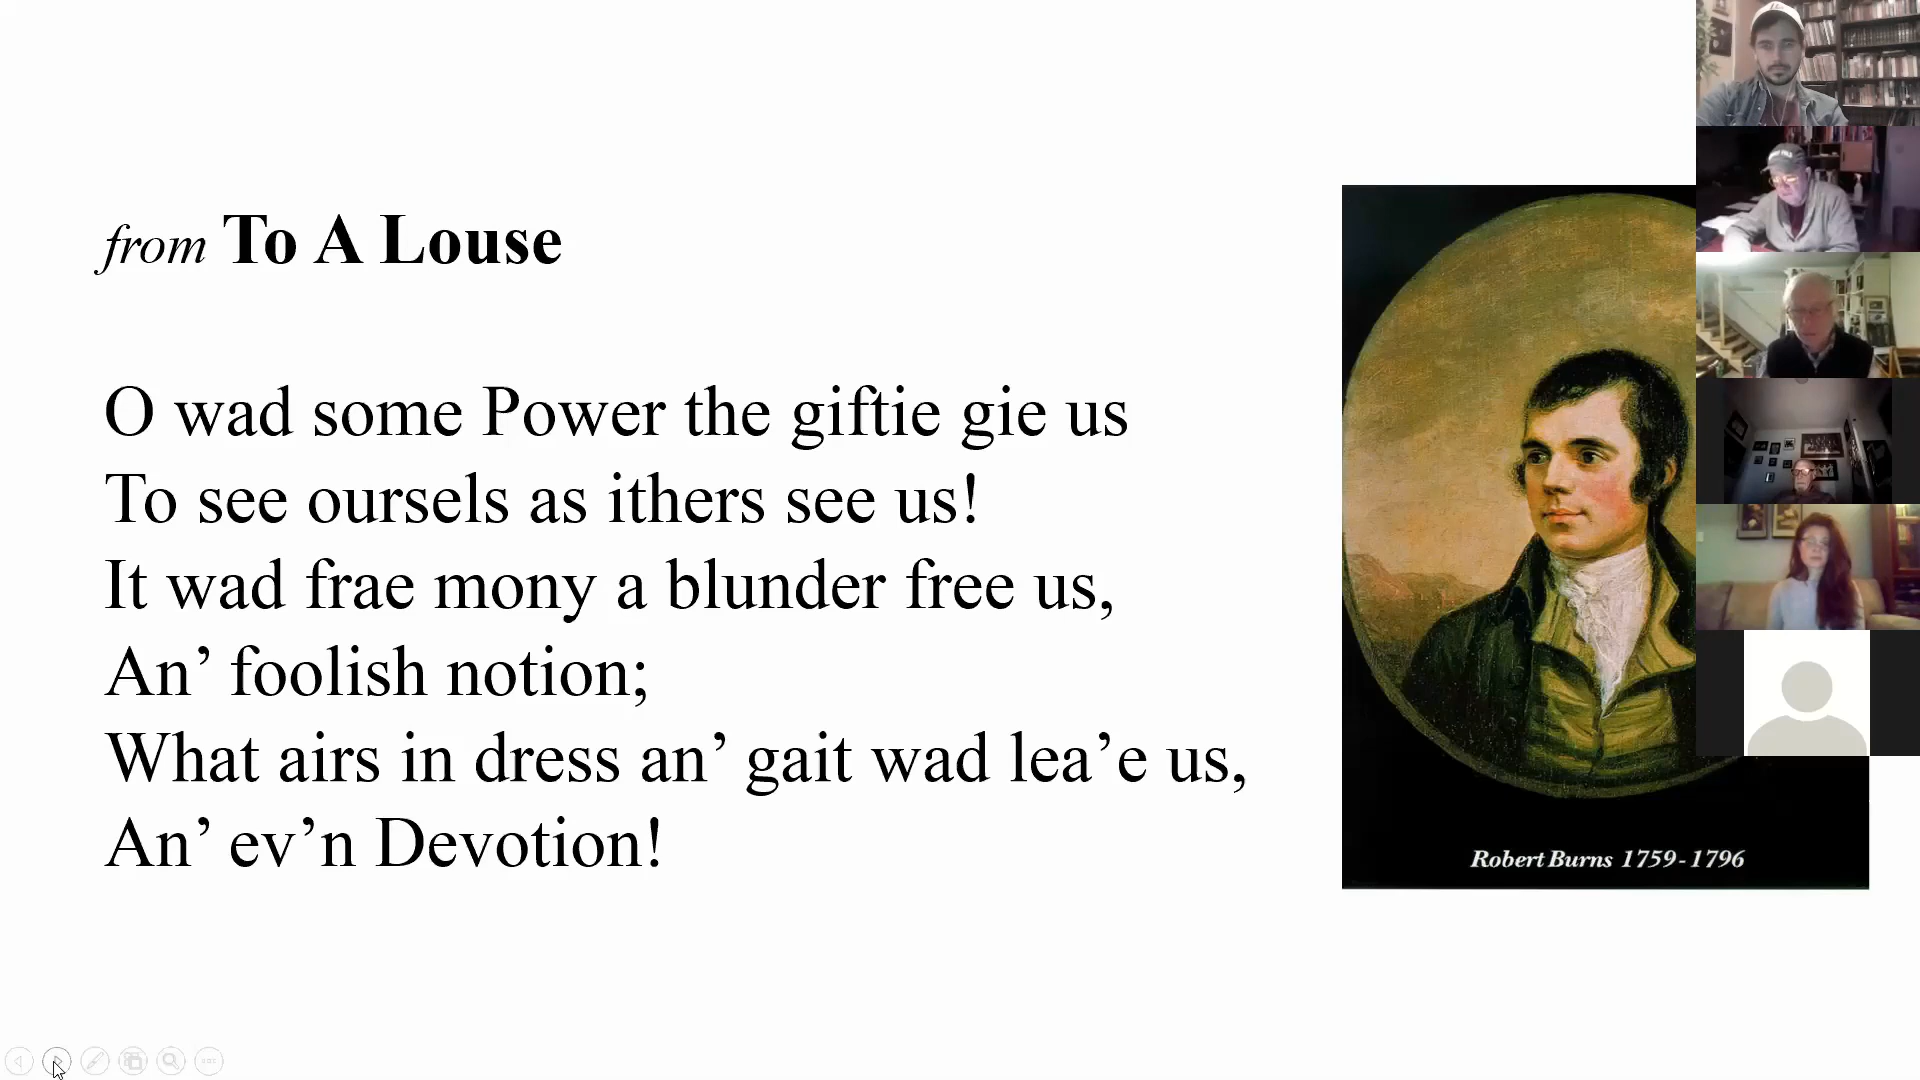 from To A Louse
O wad some Power the giftie gie us
To see oursels as ithers see us!
It wad frae mony a blunder free us,
An’ foolish notion;
What airs in dress an’ gait wad lea’e us,
An’ ev’n Devotion!
Robert Burns 1759-1796